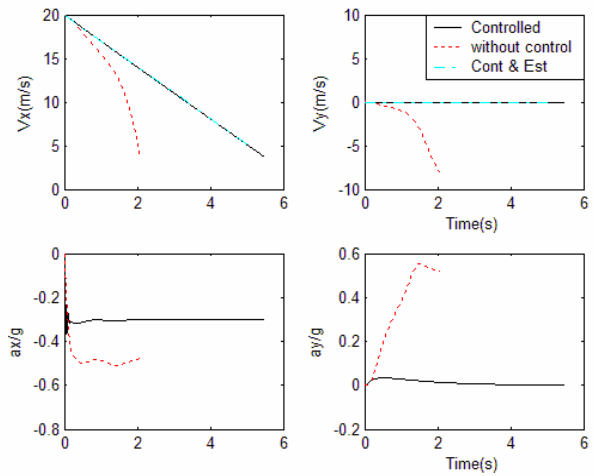 20
15
10
5
0
Vx(m/s)
0 2 4 6
10
5
0
-5
-10
Vy(m/s)
Controlled
without control
Cont & Est
0 2 4 6
Time(s)
0
-0.2
-0.4
-0.6
-0.8
ax/g
0 2 4 6
0.6
0.4
0.2
0
0.2
ay/g
0 2 4 6
Time(s)